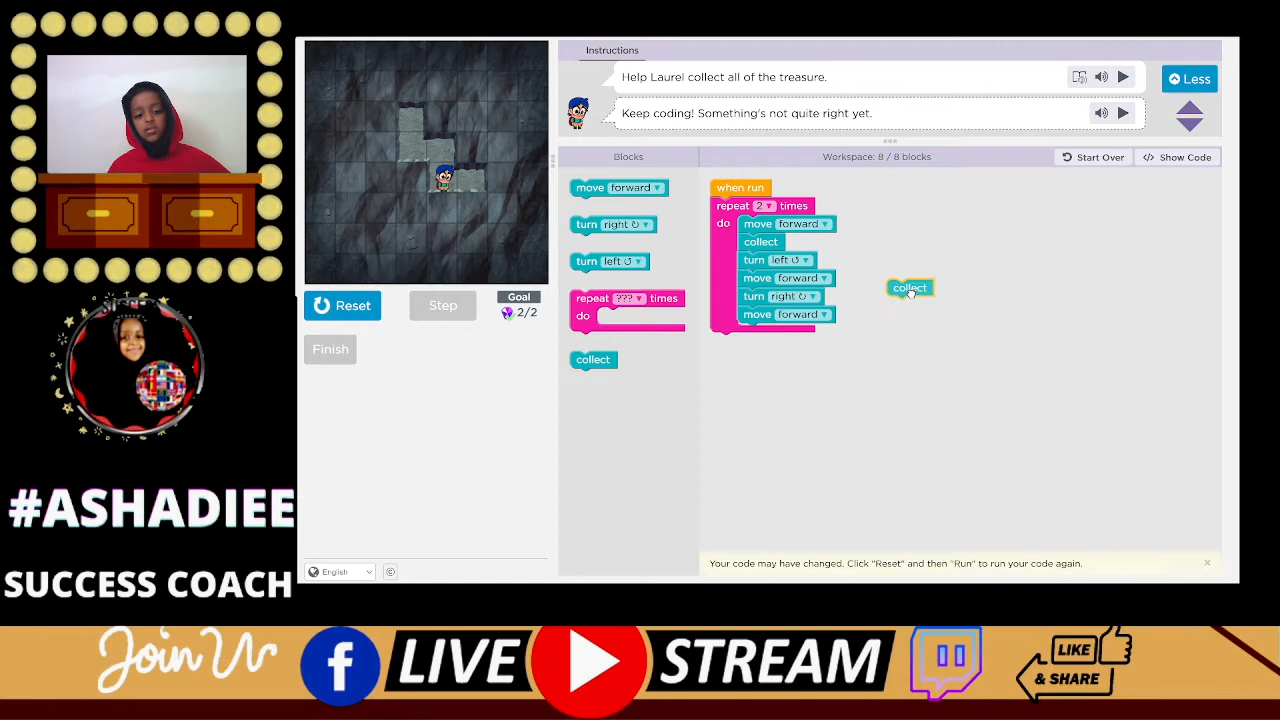 Instructions
Help Laurel collect all of the treasure.
Less
Keep coding! Something's not quite right yet.
Blocks
Workspace: 8 / 8 blocks
Start Over
Show Code
move forward
turn right
turn left
repeat ??? times
do
collect
when run
repeat 2 times
do
move forward
collect
turn left
move forward
turn right
move forward
collect
Reset
Step
Goal
2/2
Finish
Your code may have changed. Click "Reset" and then "Run" to run your code again.
English
#ASHADIEE
SUCCESS COACH
Join Us
LIVE
STREAM
LIKE
& SHARE